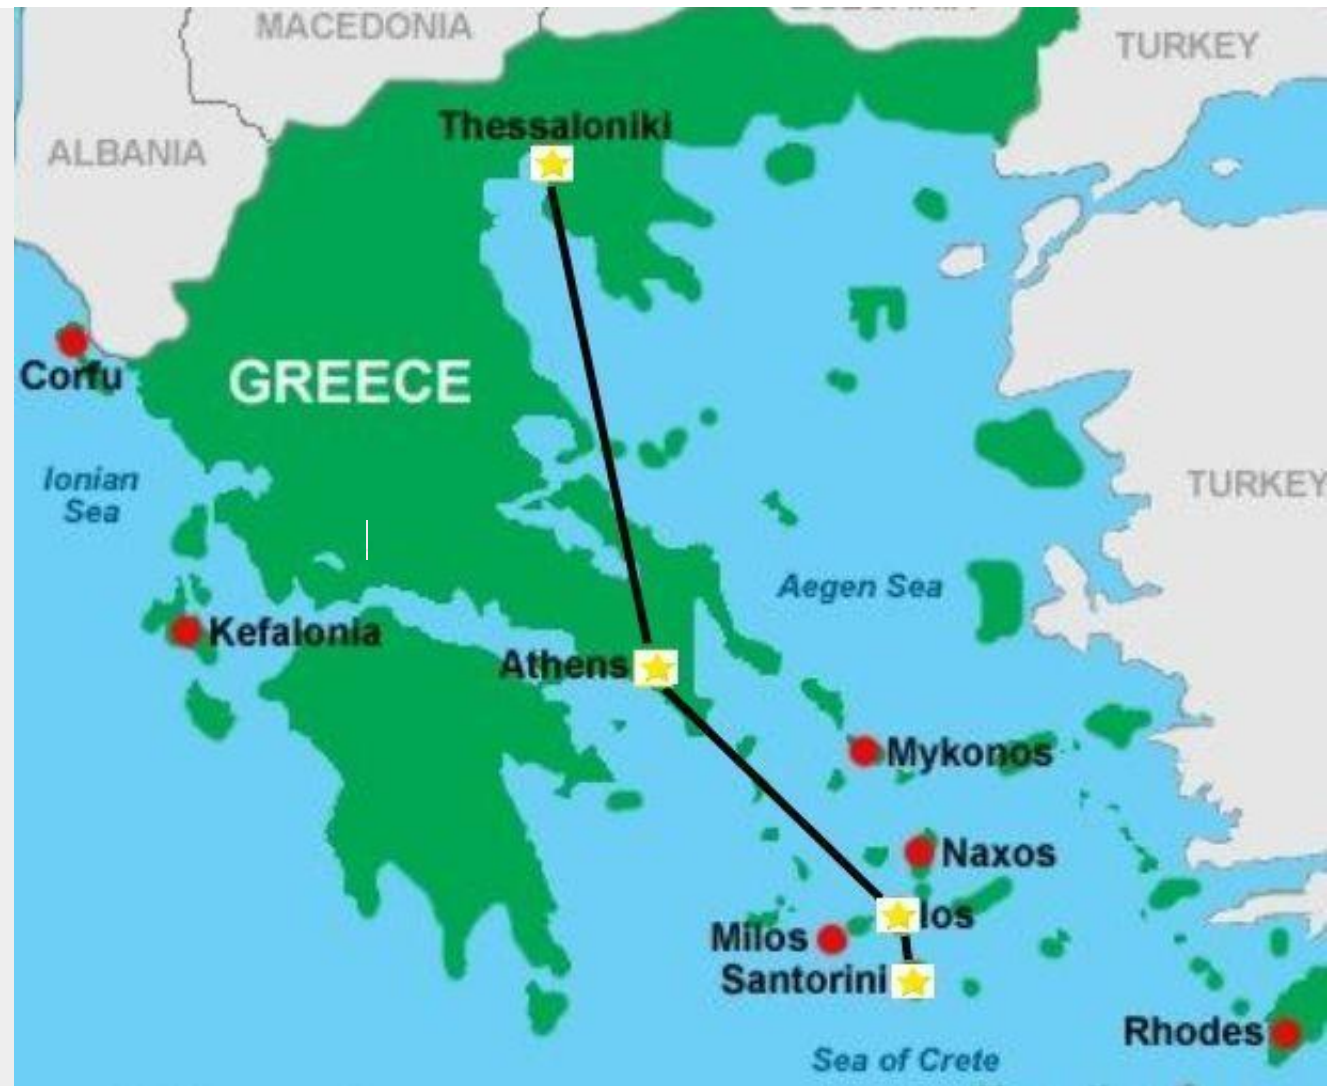 MACEDONIA
TURKEY
Thessaloniki
ALBANIA
Corfu
GREECE
Ionian
Sea
TURKEY
Aegen Sea
Kefalonia
Athens
Mykonos
Naxos
Ios
Milos
Santorini
Rhodes
Sea of Crete